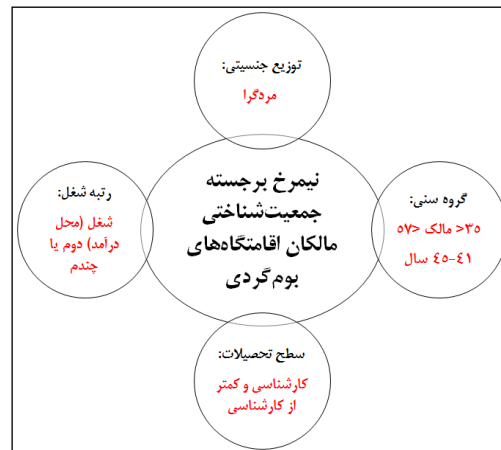 توزیع جنسیتی:
مردگرا
نیمرخ برجسته
جمعیت‌شناختی
مالکان اقامتگاه‌های
بوم‌گردی
گروه سنی:
۳۵< مالک <۵۷
۴۱-۴۵ سال
رتبه شغل:
شغل (محل
درآمد) دوم یا
چندم
سطح تحصیلات:
کارشناسی و کمتر
از کارشناسی